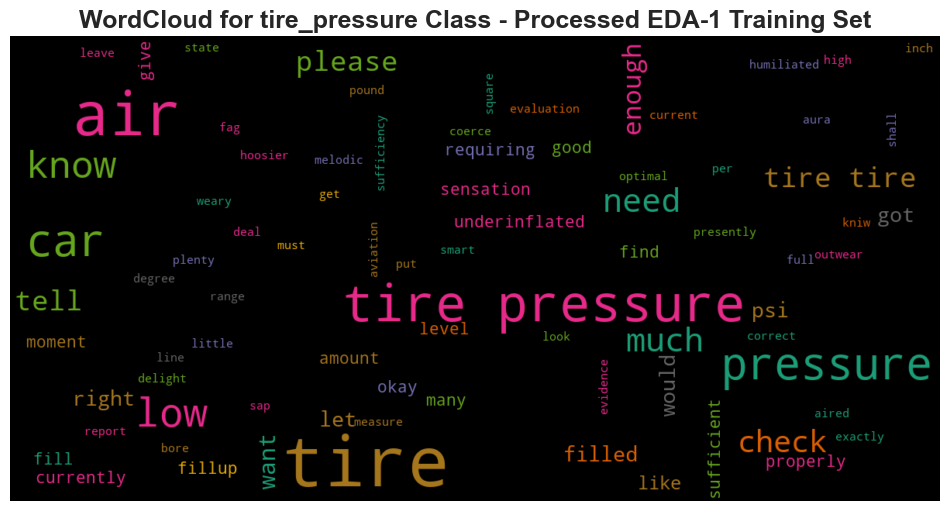 WordCloud for tire_pressure Class - Processed EDA-1 Training Set
leave
state
give
please
enough
inch
humiliated
high
pound
square
evaluation
current
air
fag
sufficiency
coerce
aura
shall
know
hoosier
melodic
requiring
good
per
optimal
tire tire
weary
get
sensation
need
car
deal
must
underinflated
presently
kniw
got
plenty
aviation
put
smart
find
full
outwear
degree
tell
range
tire pressure
psi
moment
line
little
level
look
much
correct
delight
amount
evidence
would
pressure
right
okay
many
low
sap
let
measure
sufficient
aired
report
bore
want
tire
filled
check
exactly
fill
currently
fillup
like
properly